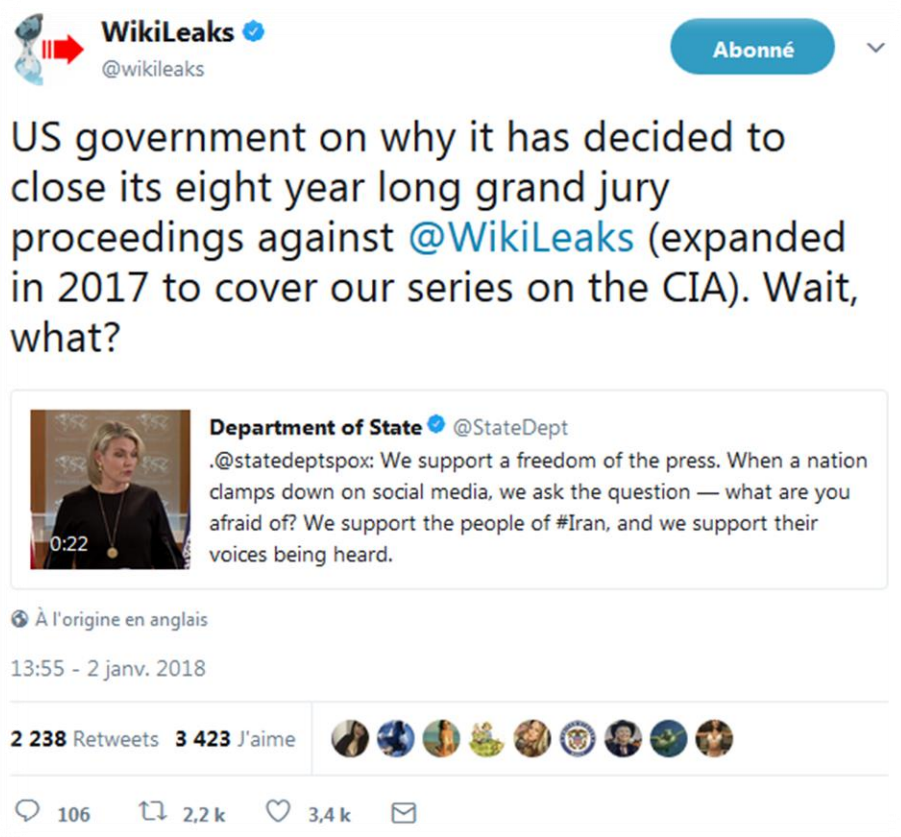 WikiLeaks
@wikileaks
Abonné
US government on why it has decided to
close its eight year long grand jury
proceedings against @WikiLeaks (expanded
in 2017 to cover our series on the CIA). Wait,
what?
Department of State @StateDept
.@statedeptspox: We support a freedom of the press. When a nation
clamps down on social media, we ask the question — what are you
afraid of? We support the people of #Iran, and we support their
voices being heard.
0:22
À l'origine en anglais
13:55 - 2 janv. 2018
2 238 Retweets 3 423 J'aime
106 2,2 k 3,4 k